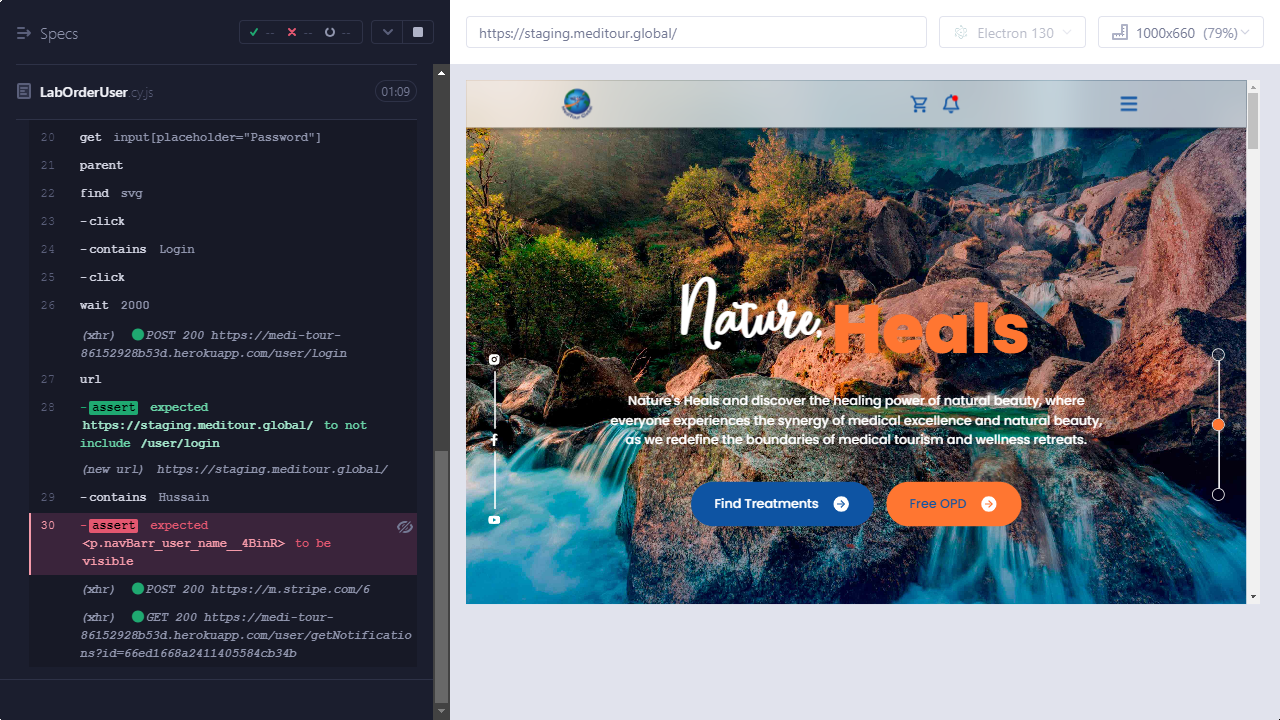 Specs
--
--
--
https://staging.meditour.global/
Electron 130
1000x660 (79%)
LabOrderUser.cy.js
01:09
20 get input[placeholder="Password"]
21 parent
22 find svg
23 -click
24 -contains Login
25 -click
26 wait 2000
(xhr) POST 200 https://medi-tour-
86152928b53d.herokuapp.com/user/login
27 url
28 -assert expected
https://staging.meditour.global/ to not
include /user/login
(new url) https://staging.meditour.global/
29 -contains Hussain
30 -assert expected
<p.navBarr_user_name__4BinR> to be
visible
(xhr) POST 200 https://m.stripe.com/6
(xhr) GET 200 https://medi-tour-
86152928b53d.herokuapp.com/user/getNotificatio
ns?id=66ed1668a2411405584cb34b
Nature, Heals
Nature's Heals and discover the healing power of natural beauty, where
everyone experiences the synergy of medical excellence and natural beauty,
as we redefine the boundaries of medical tourism and wellness retreats.
Find Treatments
Free OPD